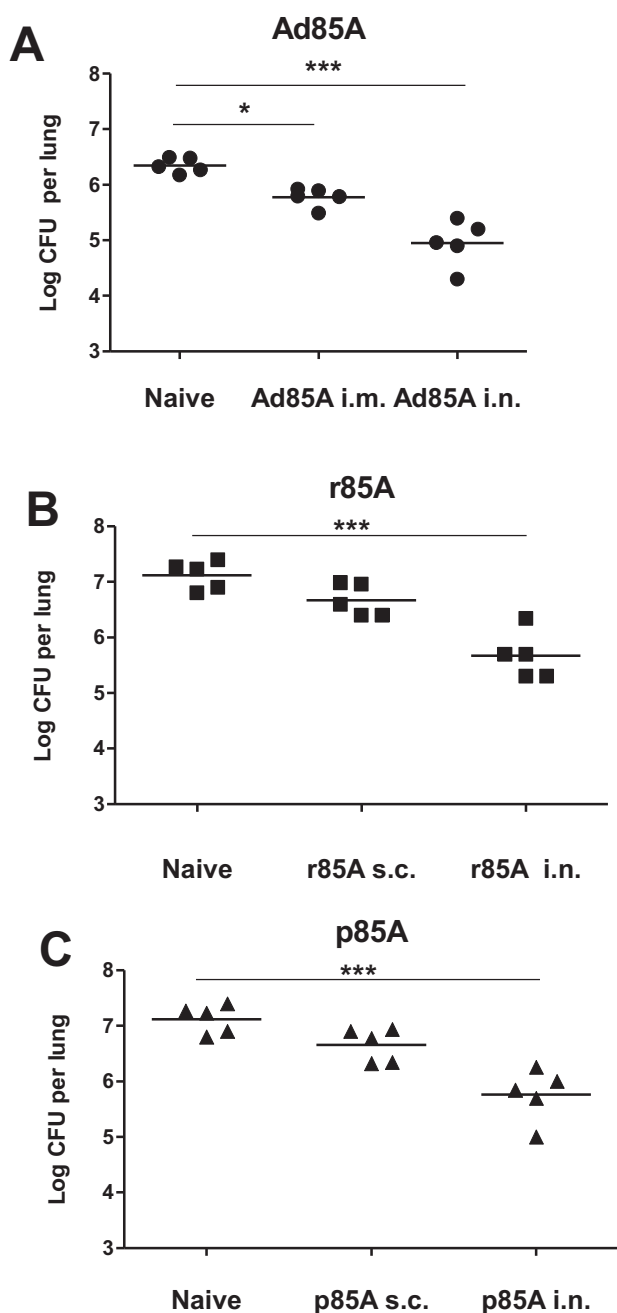 A
Ad85A
***
*
8
7
6
5
4
3
Log CFU per lung
Naive Ad85A i.m. Ad85A i.n.
B
r85A
***
8
7
6
5
4
3
Log CFU per lung
Naive r85A s.c. r85A i.n.
C
p85A
***
8
7
6
5
4
3
Log CFU per lung
Naive p85A s.c. p85A i.n.